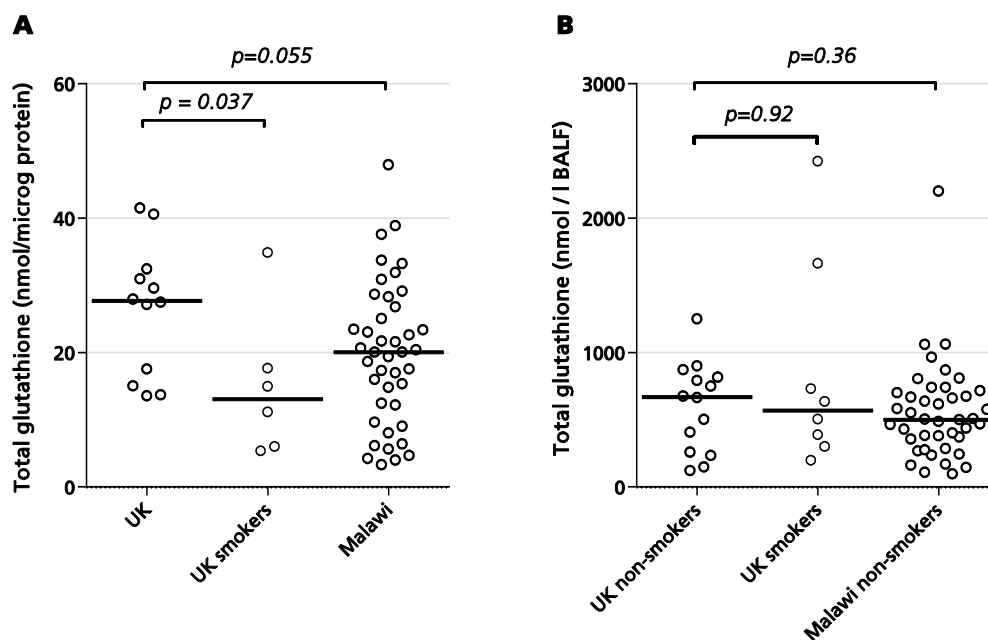 A
p=0.055
p = 0.037
Total glutathione (nmol/microg protein)
60
40
20
0
UK
UK smokers
Malawi
B
p=0.36
p=0.92
Total glutathione (nmol / l BALF)
3000
2000
1000
0
UK non-smokers
UK smokers
Malawi non-smokers